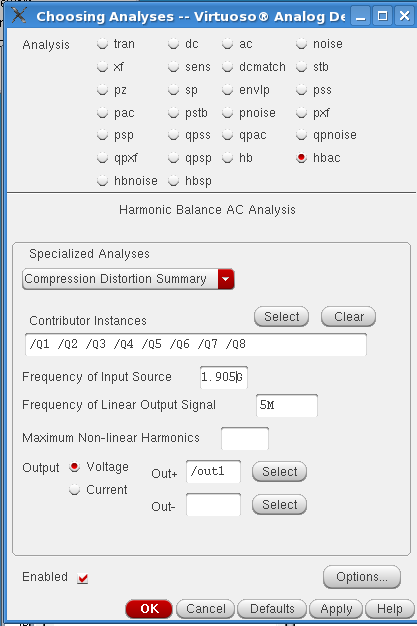 Choosing Analyses -- Virtuoso® Analog De
Analysis tran dc ac noise
xf sens dcmatch stb
pz sp envlp pss
pac pstb pnoise pxf
psp qpss qpac qpnoise
qpxf qpsp hb hbac
hbnoise hbsp
Harmonic Balance AC Analysis
Specialized Analyses
Compression Distortion Summary
Contributor Instances Select Clear
/Q1 /Q2 /Q3 /Q4 /Q5 /Q6 /Q7 /Q8
Frequency of Input Source 1.905G
Frequency of Linear Output Signal 5M
Maximum Non-linear Harmonics
Output Voltage Out+ /out1 Select
Current Out- Select
Enabled Options...
OK Cancel Defaults Apply Help